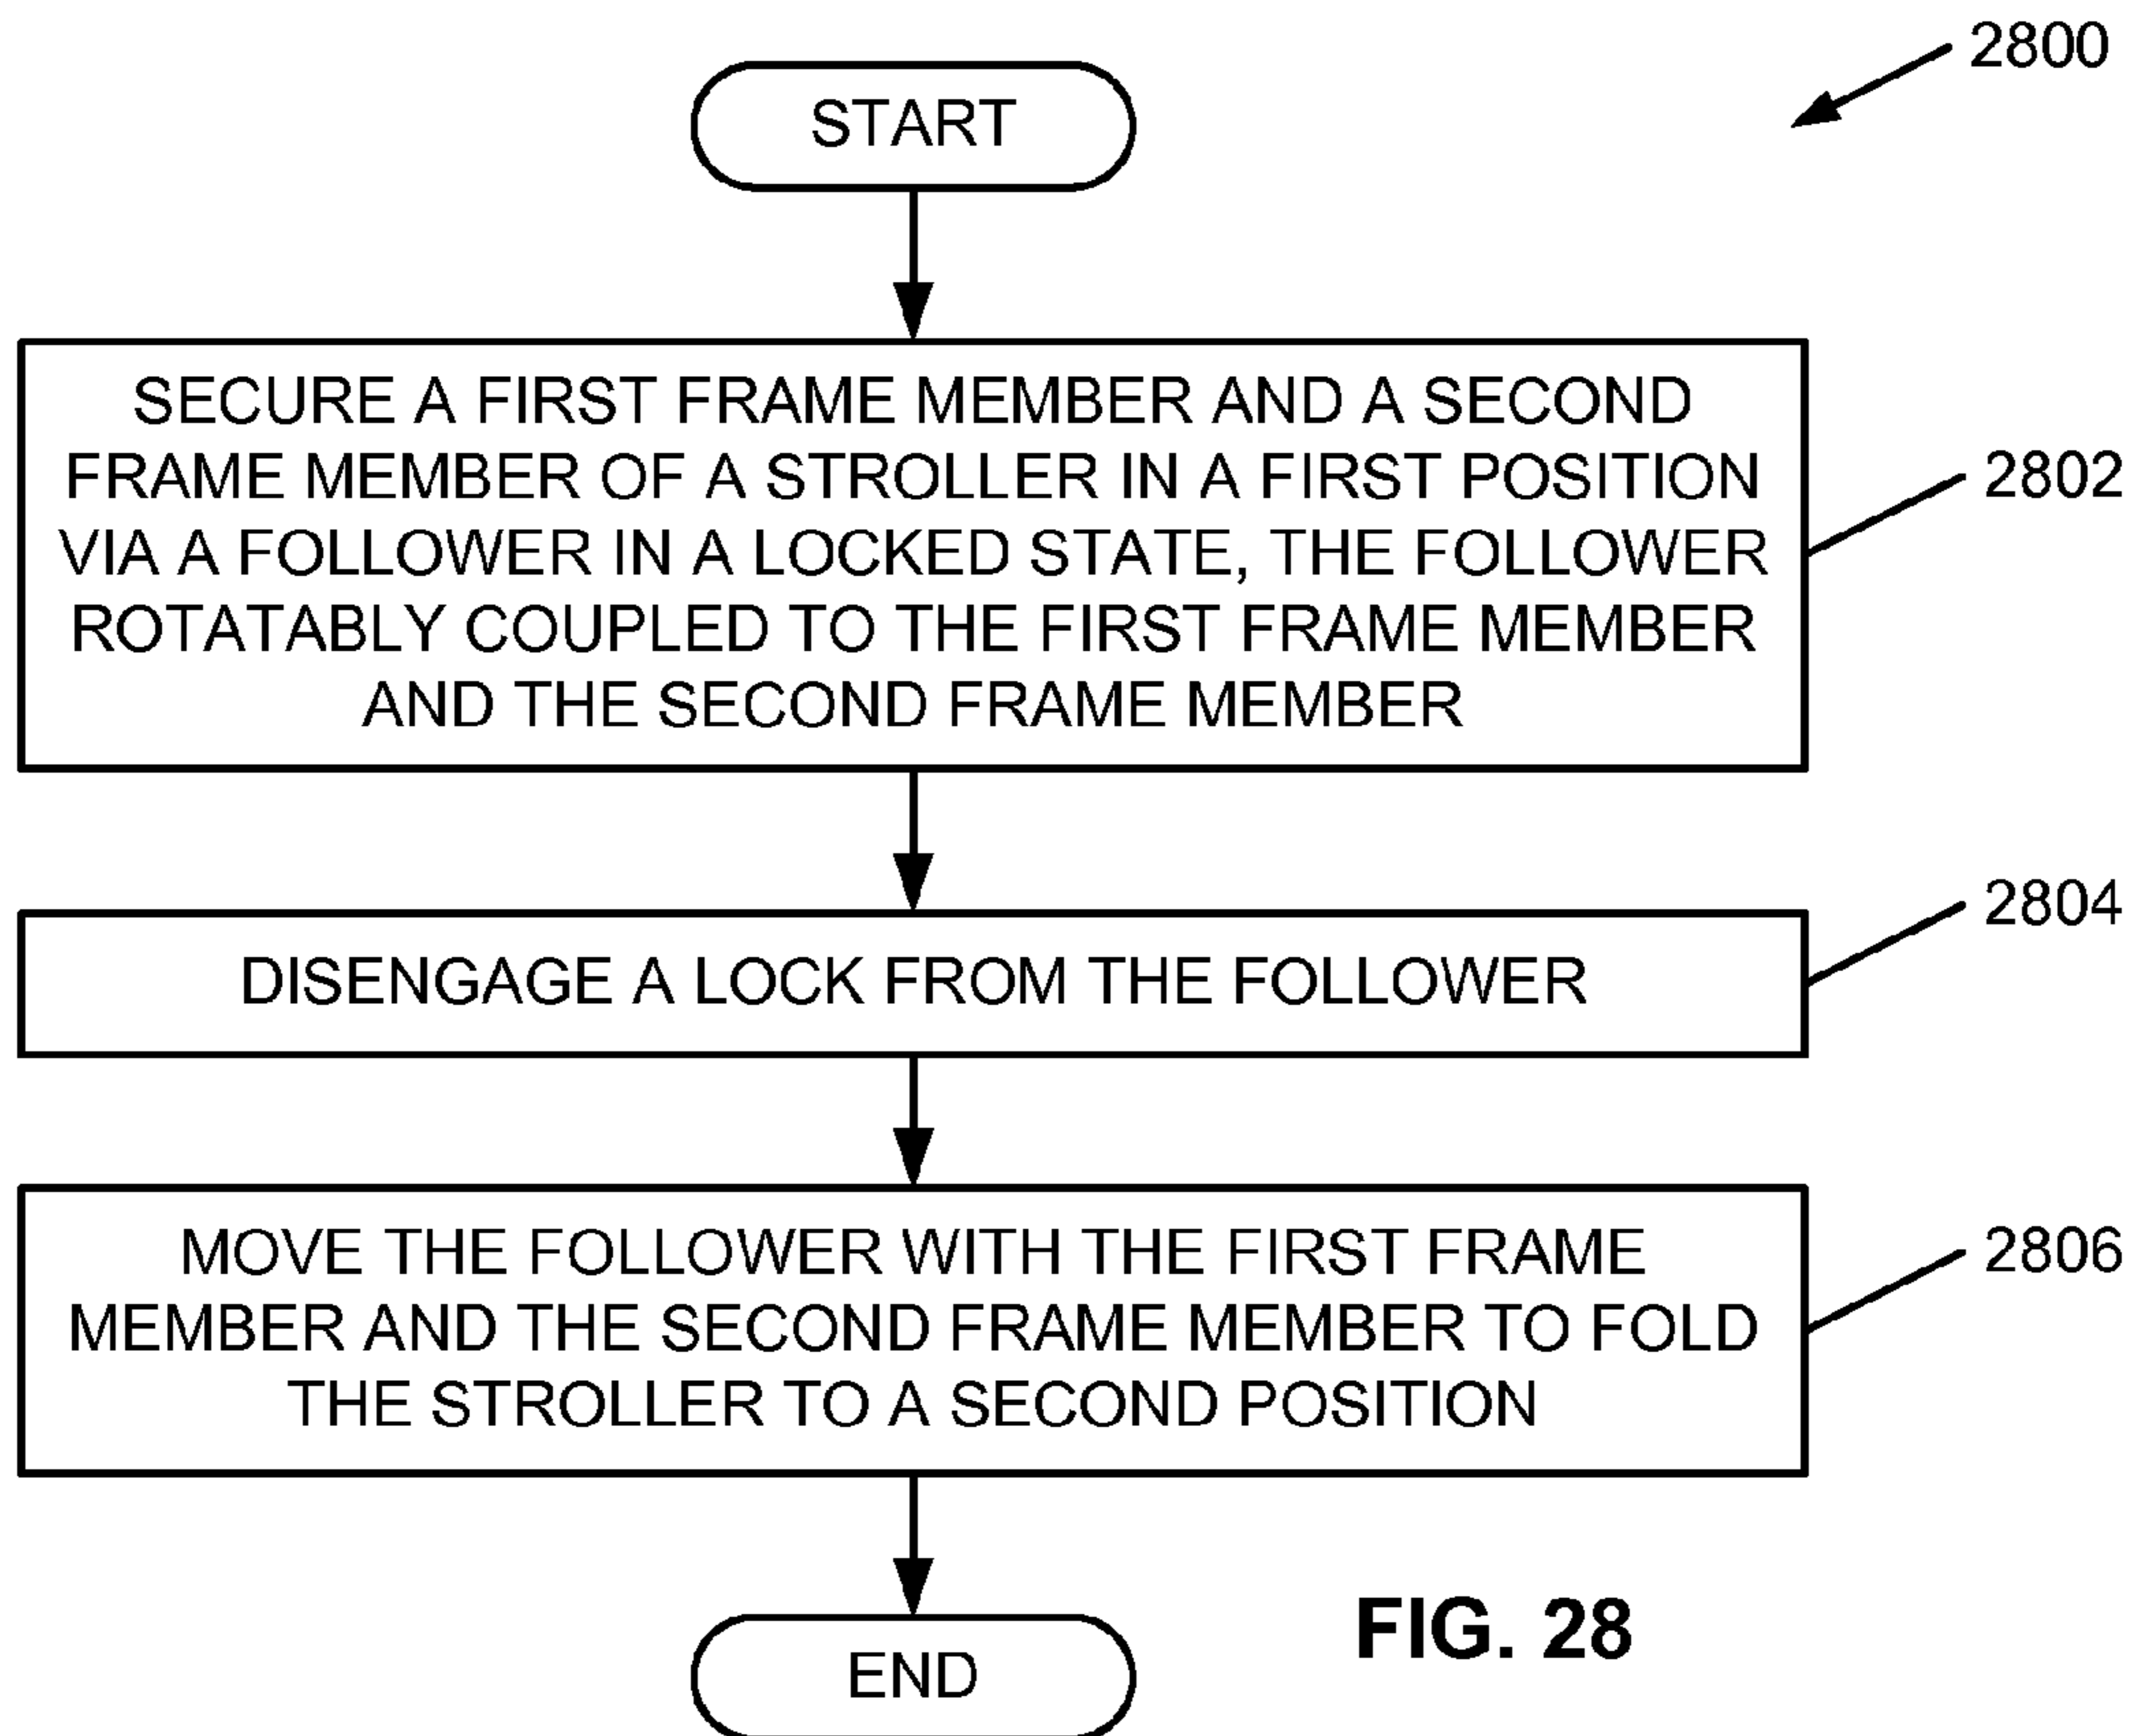 2800
START
SECURE A FIRST FRAME MEMBER AND A SECOND
FRAME MEMBER OF A STROLLER IN A FIRST POSITION
VIA A FOLLOWER IN A LOCKED STATE, THE FOLLOWER
ROTATABLY COUPLED TO THE FIRST FRAME MEMBER
AND THE SECOND FRAME MEMBER
2802
DISENGAGE A LOCK FROM THE FOLLOWER
2804
MOVE THE FOLLOWER WITH THE FIRST FRAME
MEMBER AND THE SECOND FRAME MEMBER TO FOLD
THE STROLLER TO A SECOND POSITION
2806
END
FIG. 28